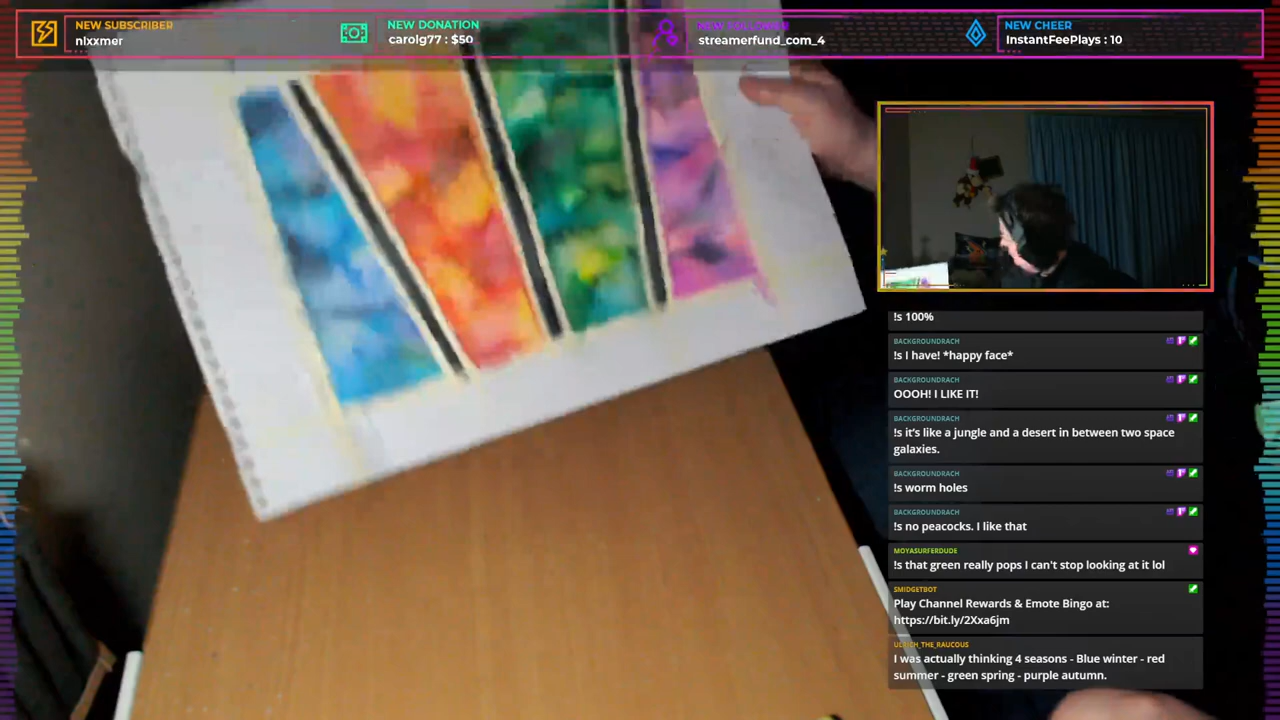 NEW SUBSCRIBER
nlxxmer
NEW DONATION
carolg77 : $50
NEW FOLLOWER
streamerfund_com_4
NEW CHEER
InstantFeePlays : 10
!s 100%
BACKGROUNDRACH
!s I have! *happy face*
BACKGROUNDRACH
OOOH! I LIKE IT!
BACKGROUNDRACH
!s it's like a jungle and a desert in between two space
galaxies.
BACKGROUNDRACH
!s worm holes
BACKGROUNDRACH
!s no peacocks. I like that
MOYASURFERDUDE
!s that green really pops I can't stop looking at it lol
SMIDGETBOT
Play Channel Rewards & Emote Bingo at:
https://bit.ly/2Xxa6jm
ULRICH_THE_RAUCOUS
I was actually thinking 4 seasons - Blue winter - red
summer - green spring - purple autumn.